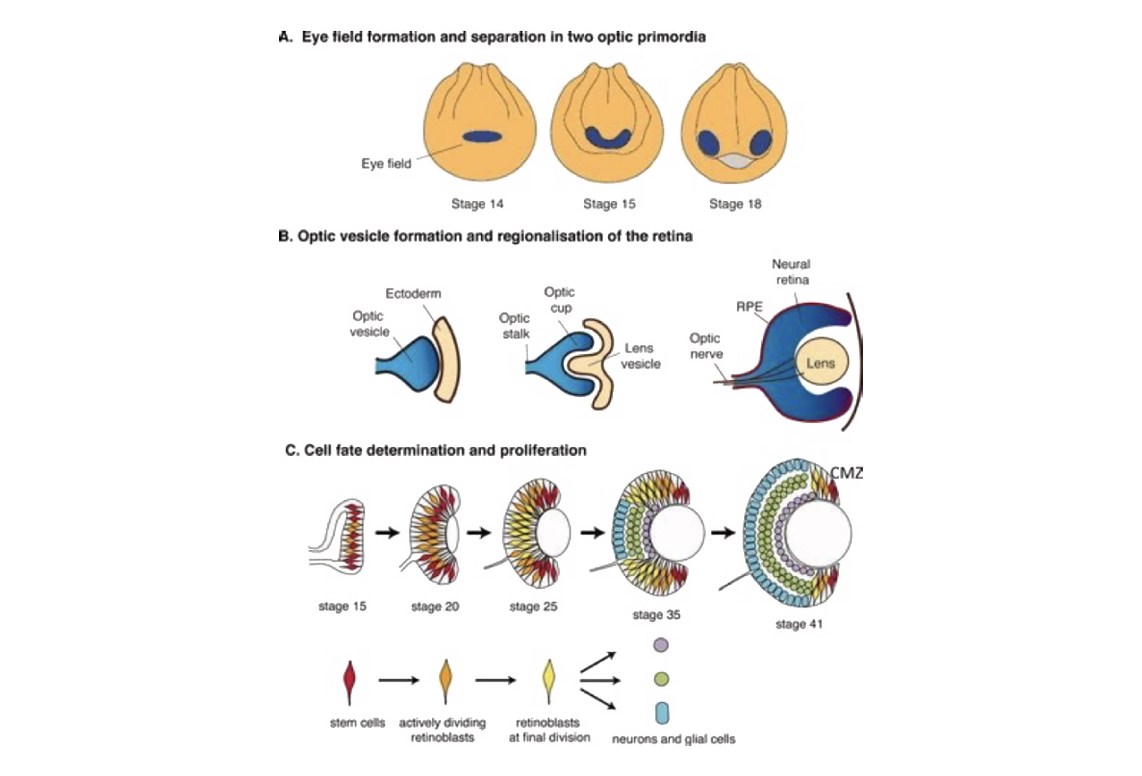 A. Eye field formation and separation in two optic primordia
Eye field
Stage 14
Stage 15
Stage 18
B. Optic vesicle formation and regionalisation of the retina
Ectoderm
Optic
vesicle
Optic
cup
Optic
stalk
Lens
vesicle
Neural
retina
RPE
Optic
nerve
Lens
C. Cell fate determination and proliferation
CMZ
stage 15
stage 20
stage 25
stage 35
stage 41
stem cells
actively dividing
retinoblasts
retinoblasts
at final division
neurons and glial cells